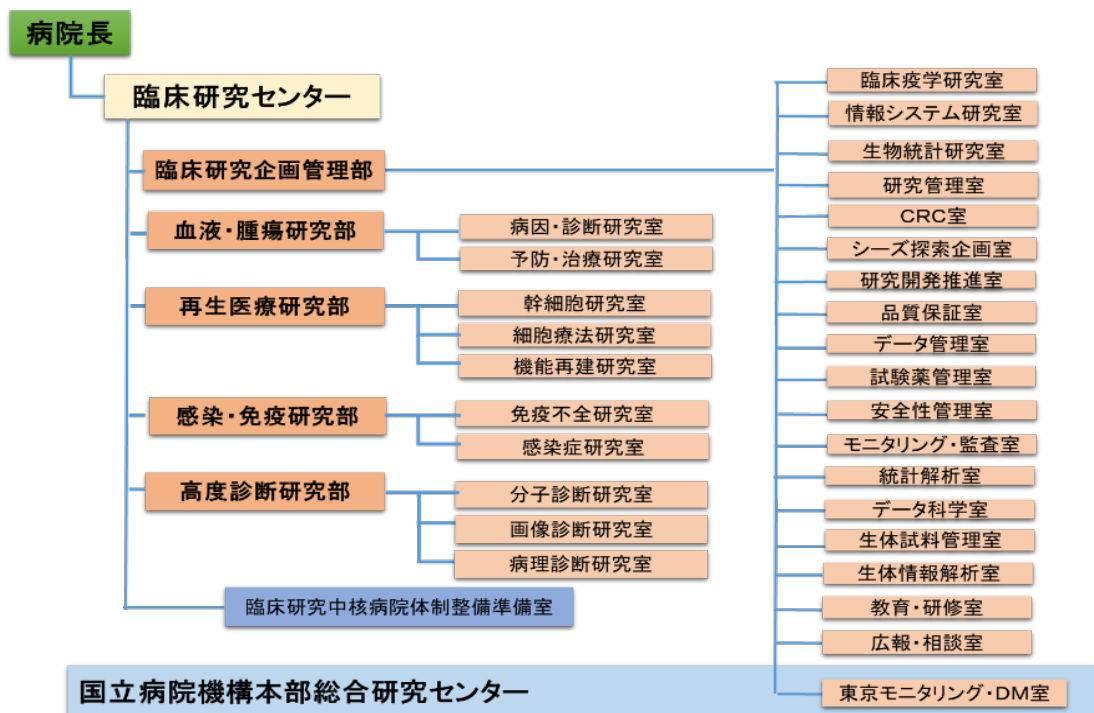 病院長
臨床研究センター
臨床研究企画管理部
血液・腫瘍研究部
病因・診断研究室
予防・治療研究室
再生医療研究部
幹細胞研究室
細胞療法研究室
機能再建研究室
感染・免疫研究部
免疫不全研究室
感染症研究室
高度診断研究部
分子診断研究室
画像診断研究室
病理診断研究室
臨床研究中核病院体制整備準備室
臨床疫学研究室
情報システム研究室
生物統計研究室
研究管理室
CRC室
シーズ探索企画室
研究開発推進室
品質保証室
データ管理室
試験薬管理室
安全性管理室
モニタリング・監査室
統計解析室
データ科学室
生体試料管理室
生体情報解析室
教育・研修室
広報・相談室
国立病院機構本部総合研究センター
東京モニタリング・DM室